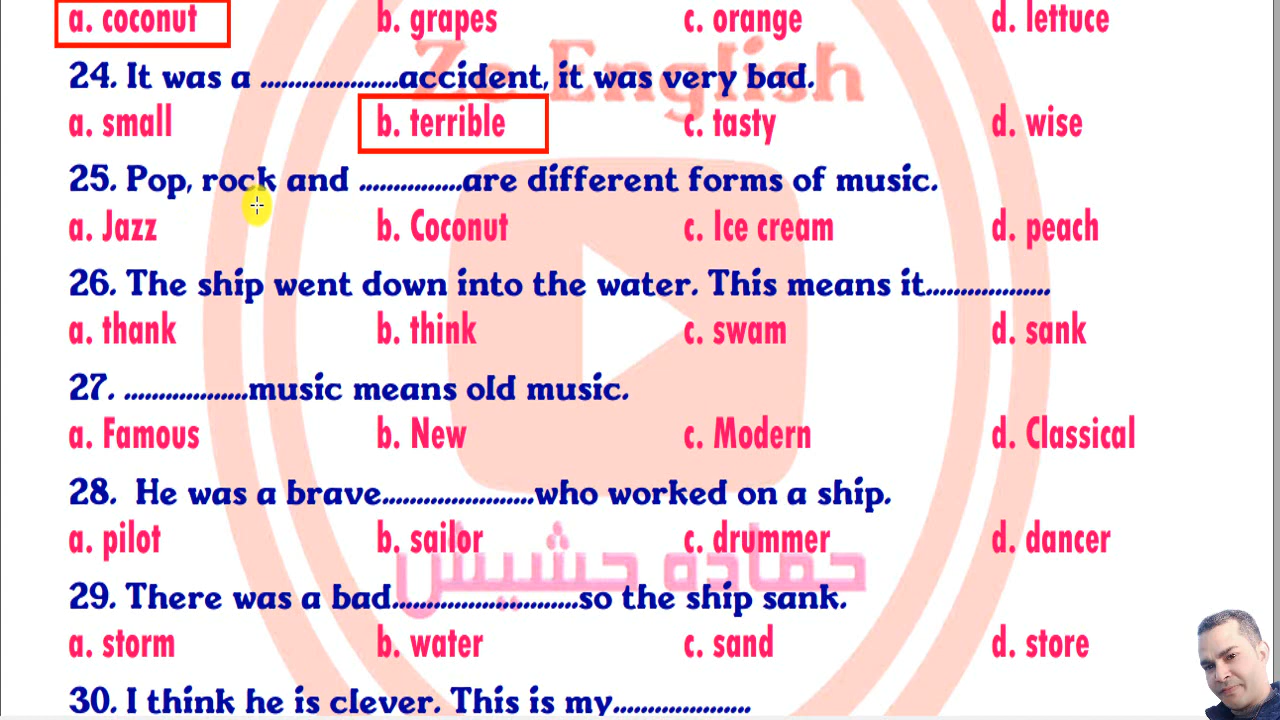 a. coconut b. grapes c. orange d. lettuce
24. It was a ....................accident, it was very bad.
a. small b. terrible c. tasty d. wise
25. Pop, rock and ...............are different forms of music.
a. Jazz b. Coconut c. Ice cream d. peach
26. The ship went down into the water. This means it..................
a. thank b. think c. swam d. sank
27. ..................music means old music.
a. Famous b. New c. Modern d. Classical
28. He was a brave......................who worked on a ship.
a. pilot b. sailor c. drummer d. dancer
29. There was a bad...........................so the ship sank.
a. storm b. water c. sand d. store
30. I think he is clever. This is my....................
Ze English
حماده حشيش